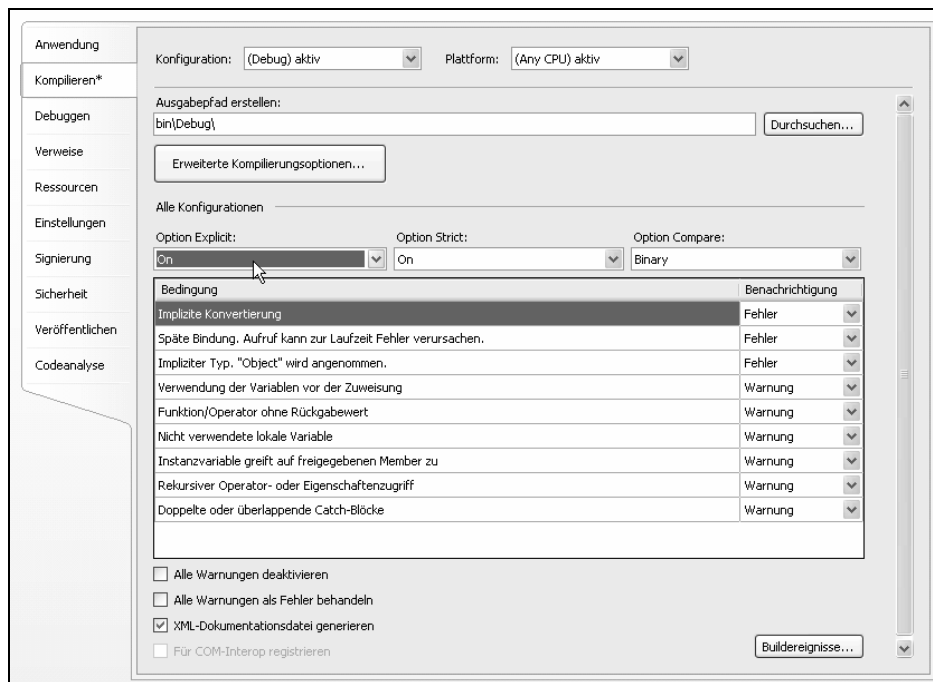 Anwendung
Kompilieren*
Debuggen
Verweise
Ressourcen
Einstellungen
Signierung
Sicherheit
Veröffentlichen
Codeanalyse
Konfiguration: (Debug) aktiv Plattform: (Any CPU) aktiv
Ausgabepfad erstellen:
bin\Debug\ Durchsuchen...
Erweiterte Kompilierungsoptionen...
Alle Konfigurationen
Option Explicit: Option Strict: Option Compare:
On On Binary
Bedingung Benachrichtigung
Implizite Konvertierung Fehler
Späte Bindung. Aufruf kann zur Laufzeit Fehler verursachen. Fehler
Impliziter Typ. "Object" wird angenommen. Fehler
Verwendung der Variablen vor der Zuweisung Warnung
Funktion/Operator ohne Rückgabewert Warnung
Nicht verwendete lokale Variable Warnung
Instanzvariable greift auf freigegebenen Member zu Warnung
Rekursiver Operator- oder Eigenschaftenzugriff Warnung
Doppelte oder überlappende Catch-Blöcke Warnung
Alle Warnungen deaktivieren
Alle Warnungen als Fehler behandeln
XML-Dokumentationsdatei generieren
Für COM-Interop registrieren Buildereignisse...